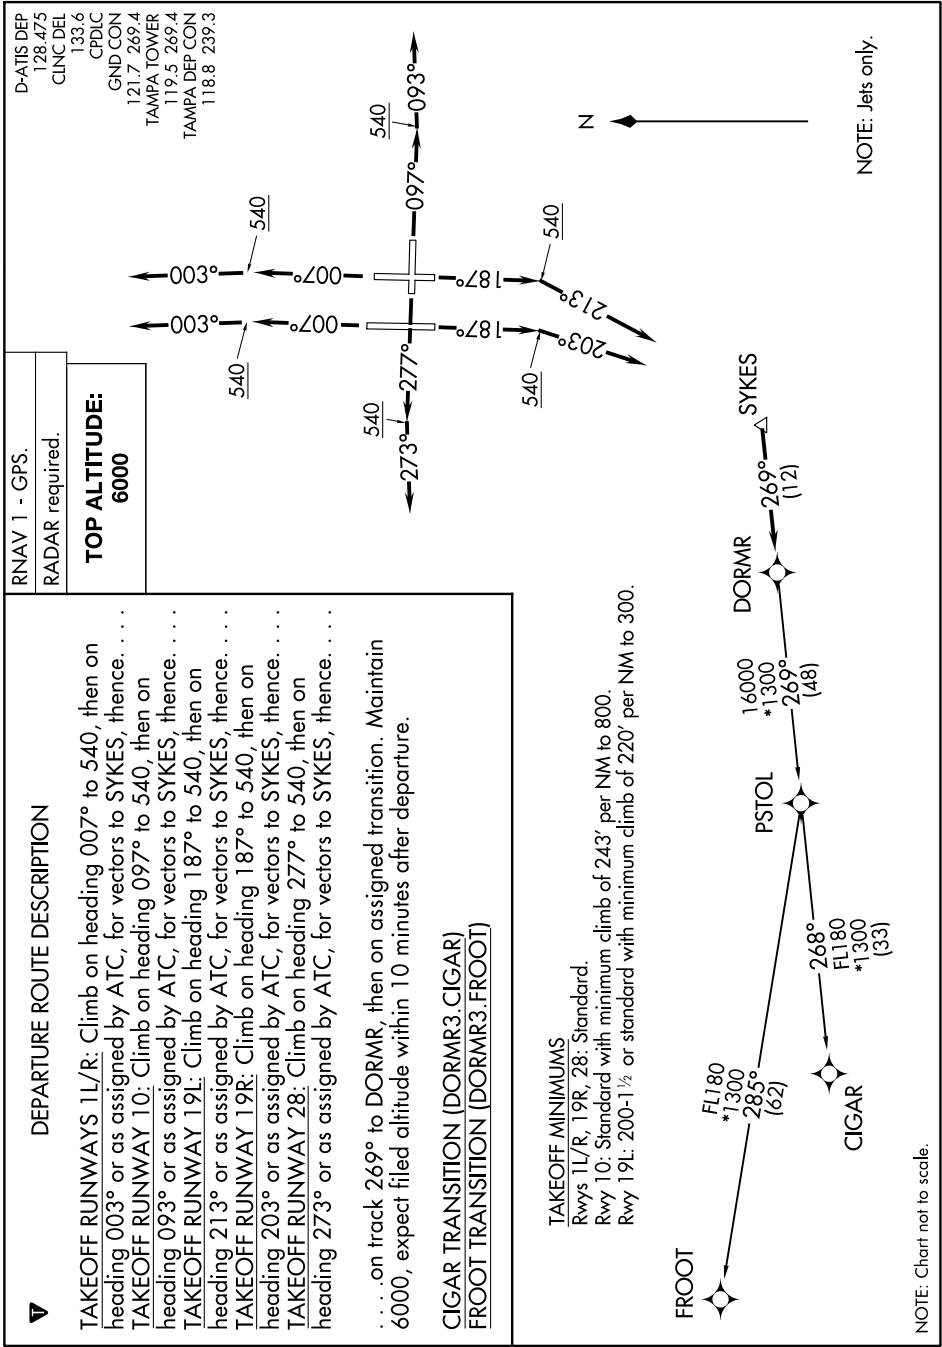 DEPARTURE ROUTE DESCRIPTION
TAKEOFF RUNWAYS 1L/R: Climb on heading 007° to 540, then on
heading 003° or as assigned by ATC, for vectors to SYKES, thence. . . .
TAKEOFF RUNWAY 10: Climb on heading 097° to 540, then on
heading 093° or as assigned by ATC, for vectors to SYKES, thence. . . .
TAKEOFF RUNWAY 19L: Climb on heading 187° to 540, then on
heading 213° or as assigned by ATC, for vectors to SYKES, thence. . . .
TAKEOFF RUNWAY 19R: Climb on heading 187° to 540, then on
heading 203° or as assigned by ATC, for vectors to SYKES, thence. . . .
TAKEOFF RUNWAY 28: Climb on heading 277° to 540, then on
heading 273° or as assigned by ATC, for vectors to SYKES, thence. . . .
. . . .on track 269° to DORMR, then on assigned transition. Maintain
6000, expect filed altitude within 10 minutes after departure.
CIGAR TRANSITION (DORMR3.CIGAR)
FROOT TRANSITION (DORMR3.FROOT)
RNAV 1 - GPS.
RADAR required.
TOP ALTITUDE:
6000
D-ATIS DEP
128.475
CLNC DEL
133.6
CPDLC
GND CON
121.7 269.4
TAMPA TOWER
119.5 269.4
TAMPA DEP CON
118.8 239.3
003°
003°
540
540
007°
007°
273°
540
277°
097°
540
093°
187°
187°
540
540
203°
213°
N
NOTE: Jets only.
TAKEOFF MINIMUMS
Rwys 1L/R, 19R, 28: Standard.
Rwy 10: Standard with minimum climb of 243' per NM to 800.
Rwy 19L: 200-1½ or standard with minimum climb of 220' per NM to 300.
SYKES
269°
(12)
DORMR
16000
*1300
269°
(48)
PSTOL
268°
FL180
*1300
(33)
CIGAR
FL180
*1300
285°
(62)
FROOT
NOTE: Chart not to scale.
T